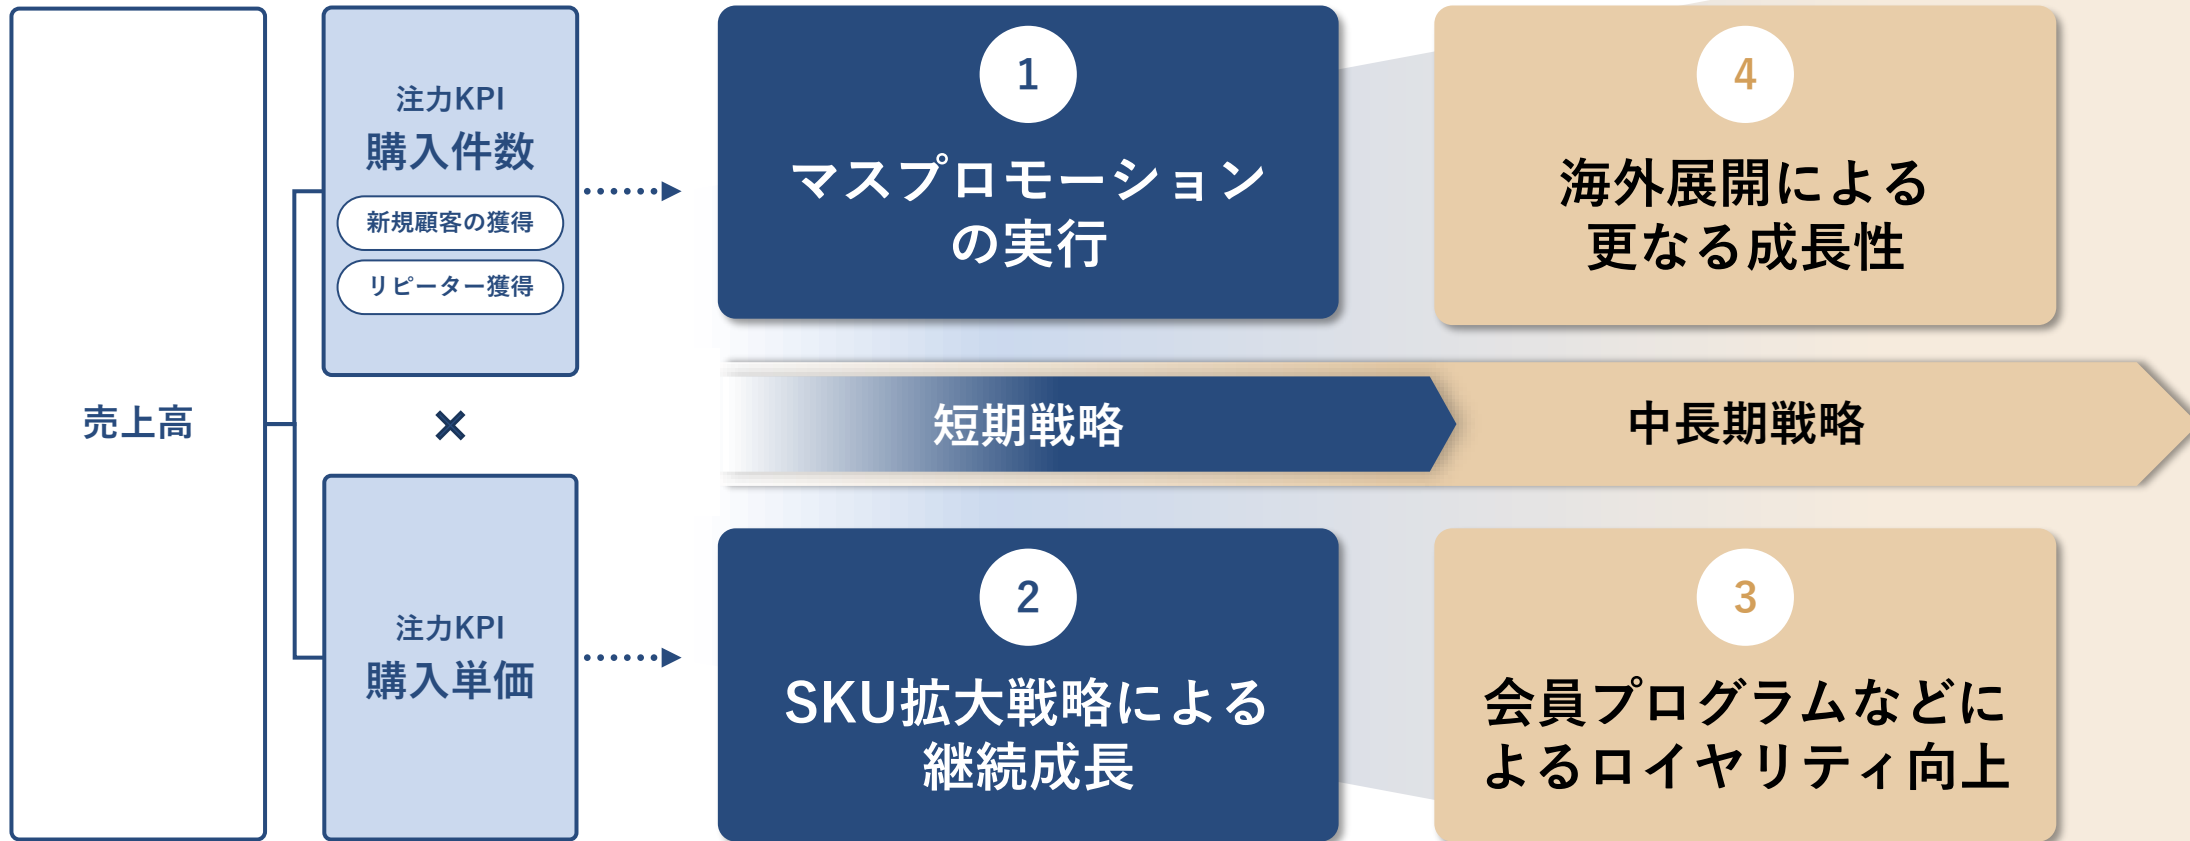 売上高
注力KPI
購入件数
新規顧客の獲得
リピーター獲得
×
注力KPI
購入単価
1
マスプロモーション
の実行
4
海外展開による
更なる成長性
短期戦略
中長期戦略
2
SKU拡大戦略による
継続成長
3
会員プログラムなどに
よるロイヤリティ向上